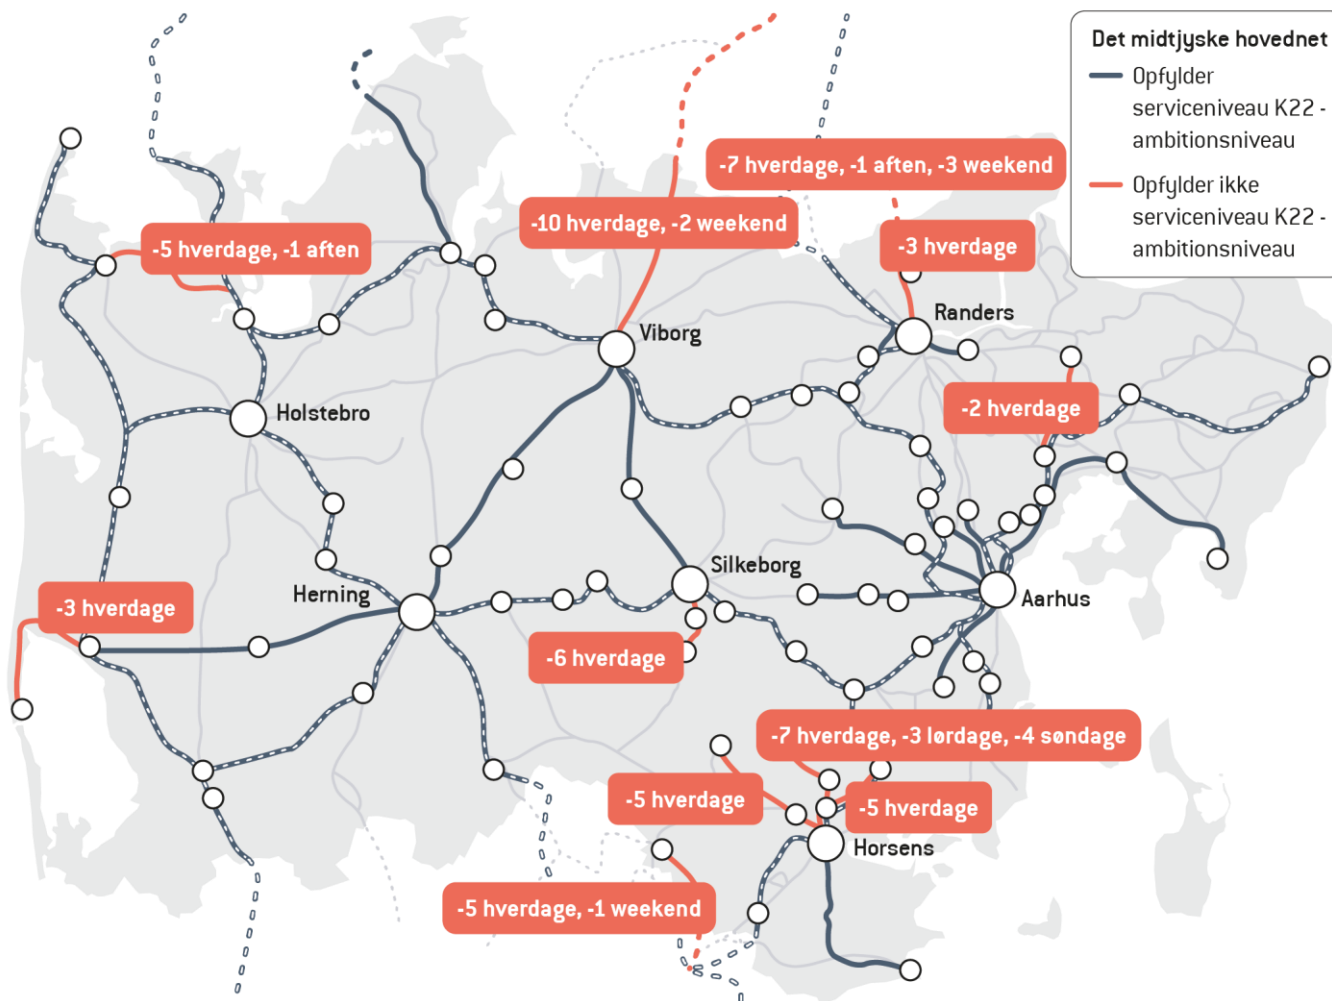 Det midtjyske hovednet
Opfylder
serviceniveau K22 -
ambitionsniveau
Opfylder ikke
serviceniveau K22 -
ambitionsniveau
-7 hverdage, -1 aften, -3 weekend
-10 hverdage, -2 weekend
-5 hverdage, -1 aften
-3 hverdage
Randers
Viborg
-2 hverdage
Holstebro
Silkeborg
Herning
Aarhus
-3 hverdage
-6 hverdage
-7 hverdage, -3 lørdage, -4 søndage
-5 hverdage
-5 hverdage
Horsens
-5 hverdage, -1 weekend